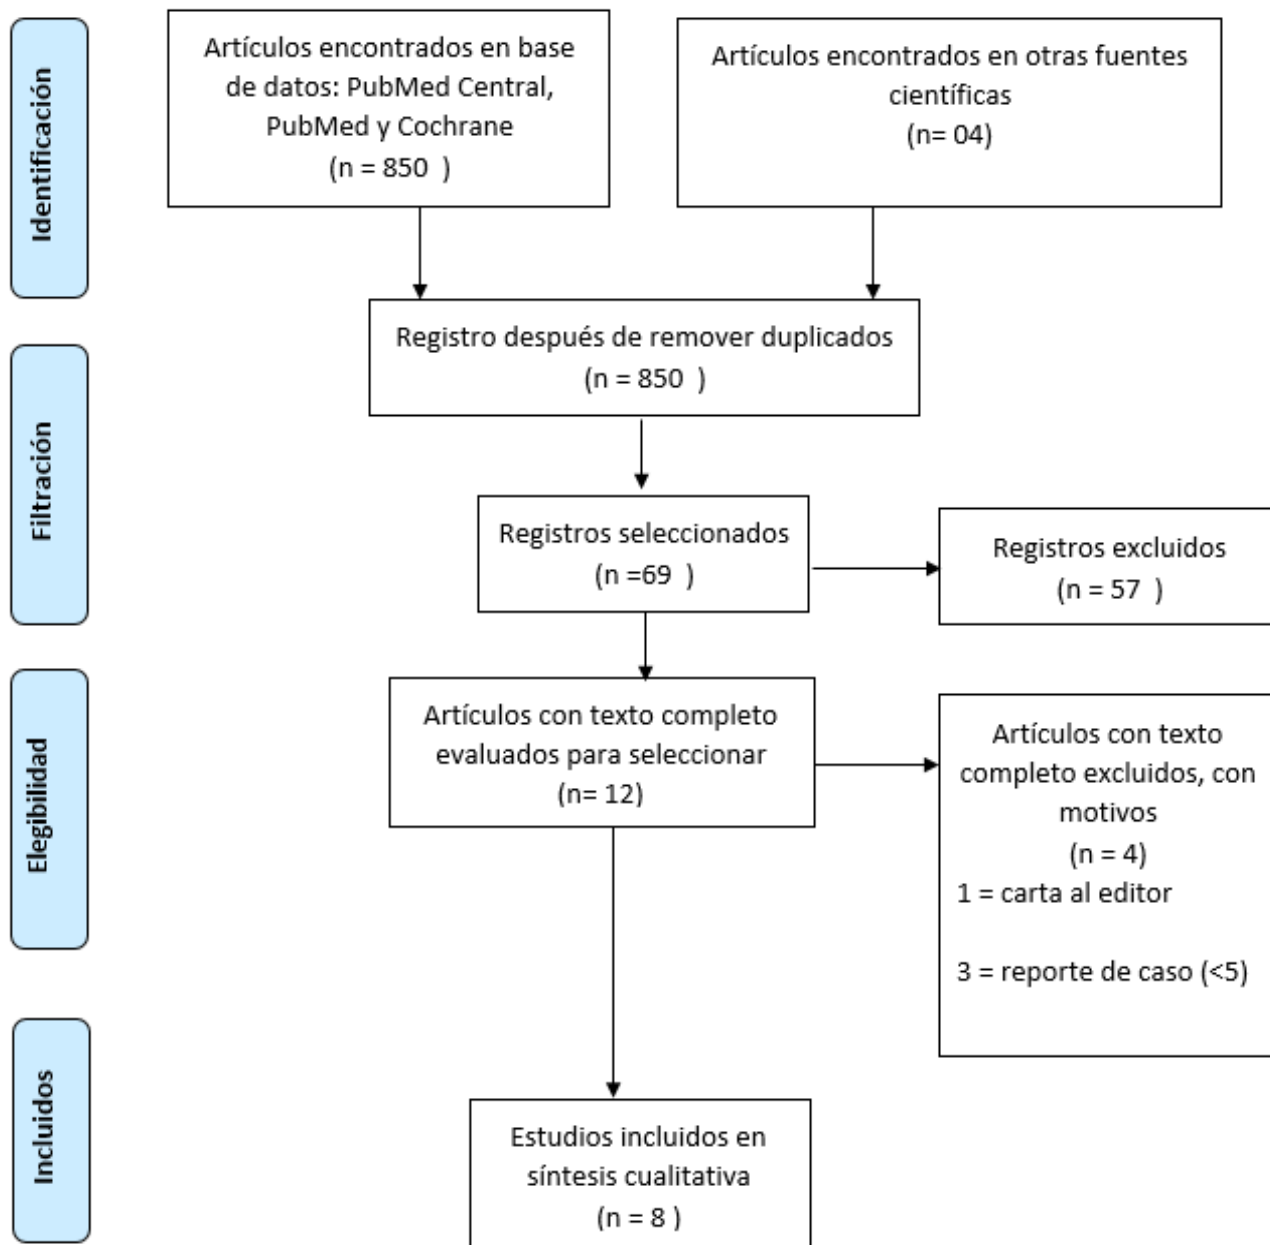 Identificación
Artículos encontrados en base
de datos: PubMed Central,
PubMed y Cochrane
(n = 850  )
Artículos encontrados en otras fuentes
científicas
(n= 04)
Registro después de remover duplicados
(n = 850  )
Filtración
Registros seleccionados
(n =69  )
Registros excluidos
(n = 57  )
Elegibilidad
Artículos con texto completo
evaluados para seleccionar
(n= 12)
Artículos con texto
completo excluidos, con
motivos
(n = 4)
1 = carta al editor
3 = reporte de caso (<5)
Incluidos
Estudios incluidos en
síntesis cualitativa
(n = 8 )